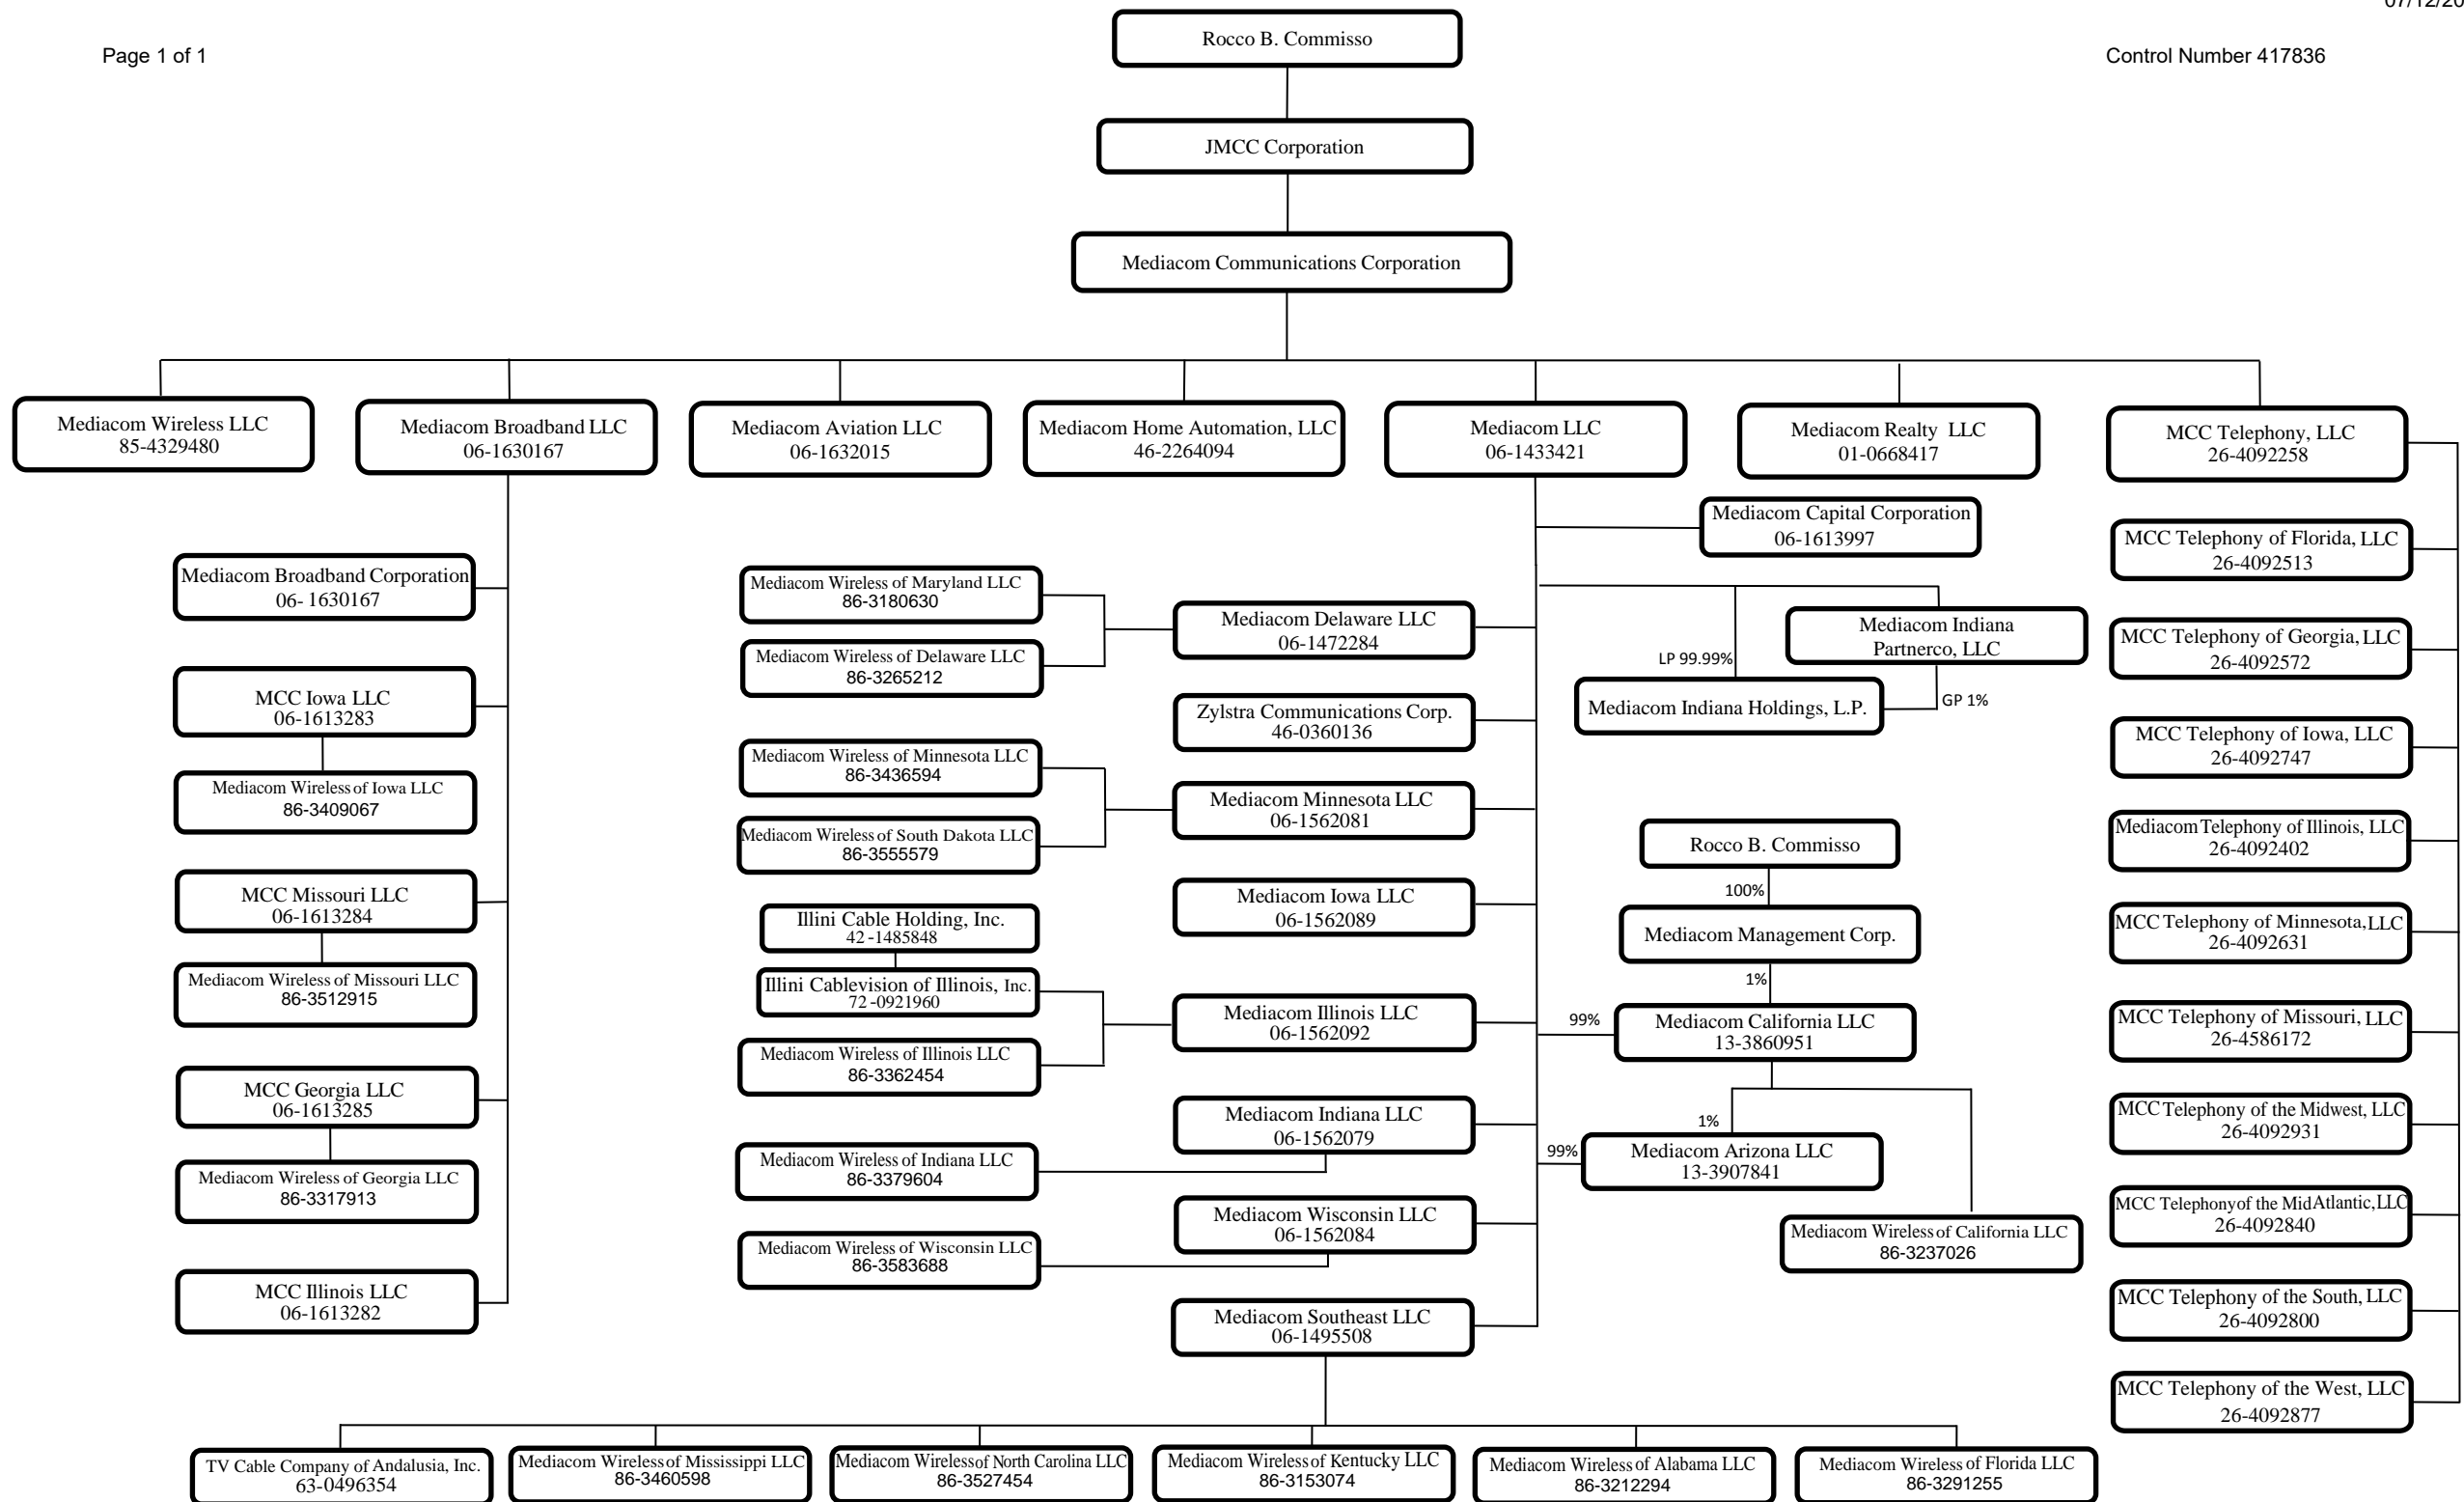 07/12/20
Page 1 of 1
Control Number 417836
Rocco B. Commisso
JMCC Corporation
Mediacom Communications Corporation
Mediacom Wireless LLC
85-4329480
Mediacom Broadband LLC
06-1630167
Mediacom Aviation LLC
06-1632015
Mediacom Home Automation, LLC
46-2264094
Mediacom LLC
06-1433421
Mediacom Realty LLC
01-0668417
MCC Telephony, LLC
26-4092258
Mediacom Broadband Corporation
06- 1630167
MCC Iowa LLC
06-1613283
Mediacom Wireless of Iowa LLC
86-3409067
MCC Missouri LLC
06-1613284
Mediacom Wireless of Missouri LLC
86-3512915
MCC Georgia LLC
06-1613285
Mediacom Wireless of Georgia LLC
86-3317913
MCC Illinois LLC
06-1613282
Mediacom Wireless of Maryland LLC
86-3180630
Mediacom Wireless of Delaware LLC
86-3265212
Mediacom Wireless of Minnesota LLC
86-3436594
Mediacom Wireless of South Dakota LLC
86-3555579
Illini Cable Holding, Inc.
42 -1485848
Illini Cablevision of Illinois, Inc.
72 -0921960
Mediacom Wireless of Illinois LLC
86-3362454
Mediacom Wireless of Indiana LLC
86-3379604
Mediacom Wireless of Wisconsin LLC
86-3583688
Mediacom Delaware LLC
06-1472284
Zylstra Communications Corp.
46-0360136
Mediacom Minnesota LLC
06-1562081
Mediacom Iowa LLC
06-1562089
Mediacom Illinois LLC
06-1562092
Mediacom Indiana LLC
06-1562079
Mediacom Wisconsin LLC
06-1562084
Mediacom Southeast LLC
06-1495508
Mediacom Capital Corporation
06-1613997
Mediacom Indiana
Partnerco, LLC
LP 99.99%
Mediacom Indiana Holdings, L.P.
GP 1%
Rocco B. Commisso
100%
Mediacom Management Corp.
1%
99%
Mediacom California LLC
13-3860951
1%
99%
Mediacom Arizona LLC
13-3907841
Mediacom Wireless of California LLC
86-3237026
MCC Telephony of Florida, LLC
26-4092513
MCC Telephony of Georgia, LLC
26-4092572
MCC Telephony of Iowa, LLC
26-4092747
Mediacom Telephony of Illinois, LLC
26-4092402
MCC Telephony of Minnesota, LLC
26-4092631
MCC Telephony of Missouri, LLC
26-4586172
MCC Telephony of the Midwest, LLC
26-4092931
MCC Telephony of the MidAtlantic, LLC
26-4092840
MCC Telephony of the South, LLC
26-4092800
MCC Telephony of the West, LLC
26-4092877
TV Cable Company of Andalusia, Inc.
63-0496354
Mediacom Wireless of Mississippi LLC
86-3460598
Mediacom Wireless of North Carolina LLC
86-3527454
Mediacom Wireless of Kentucky LLC
86-3153074
Mediacom Wireless of Alabama LLC
86-3212294
Mediacom Wireless of Florida LLC
86-3291255